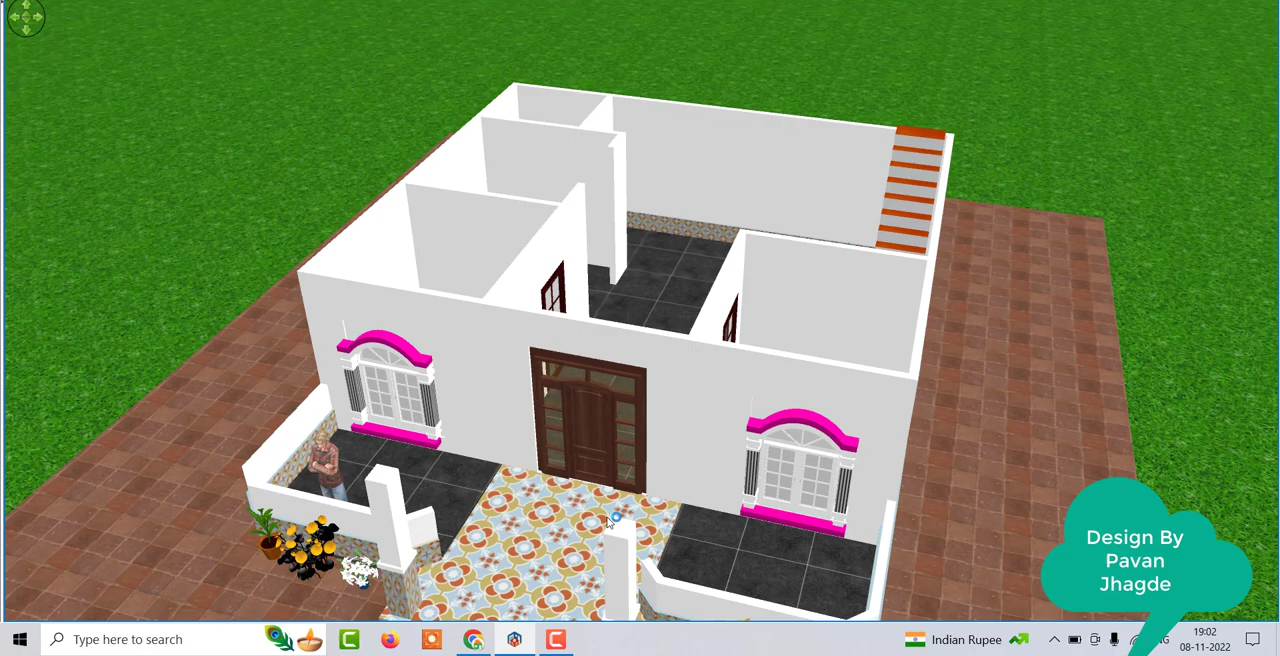 Design By
Pavan
Jhagde
Type here to search
Indian Rupee
19:02
08-11-2022